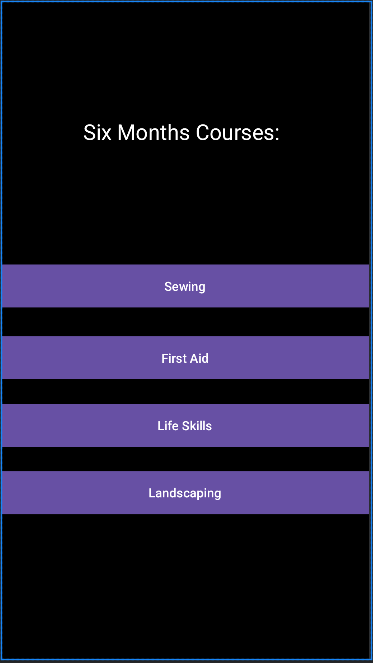 Six Months Courses:
Sewing
First Aid
Life Skills
Landscaping